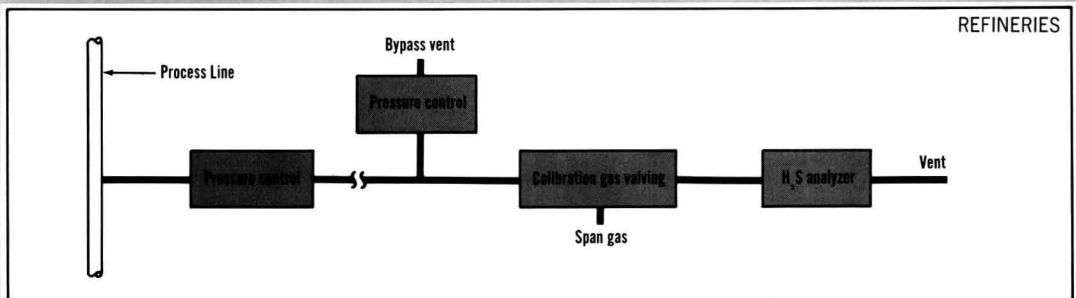 REFINERIES
Bypass vent
Process Line
Pressure control
Pressure control
Calibration gas valving
H₂S analyzer
Vent
Span gas